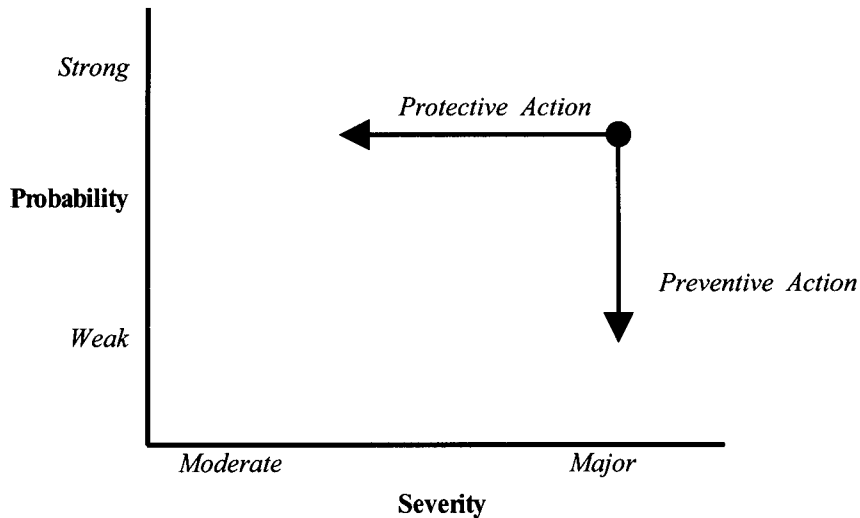 Strong
Protective Action
Probability
Preventive Action
Weak
Moderate Major
Severity